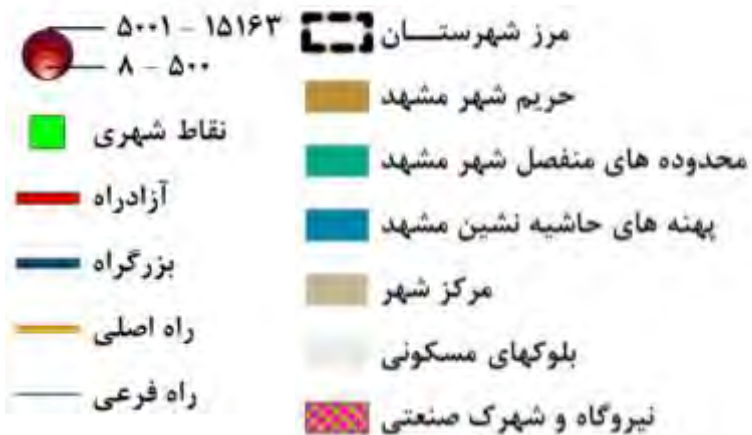 مرز شهرستـــان
حریم شهر مشهد
محدوده های منفصل شهر مشهد
پهنه های حاشیه نشین مشهد
مرکز شهر
بلوکهای مسکونی
نیروگاه و شهرک صنعتی
۵۰۰۱ - ۱۵۱۶۳
۸ - ۵۰۰
نقاط شهری
آزادراه
بزرگراه
راه اصلی
راه فرعی